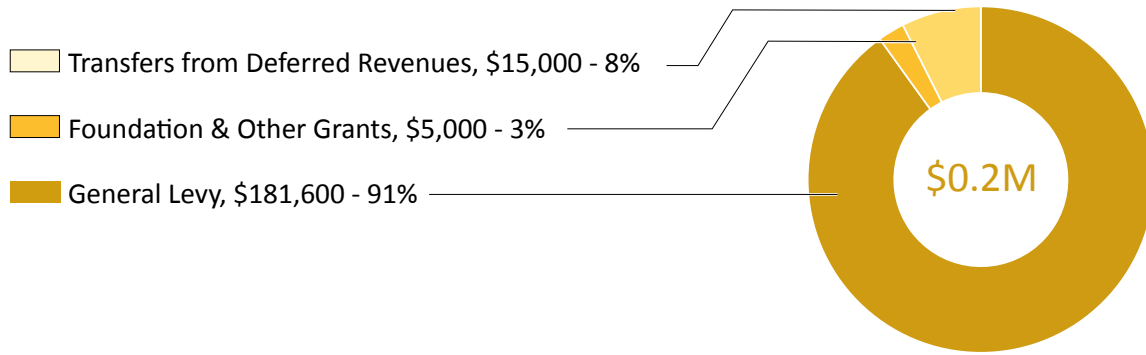 Transfers from Deferred Revenues, $15,000 - 8%
Foundation & Other Grants, $5,000 - 3%
General Levy, $181,600 - 91%
$0.2M